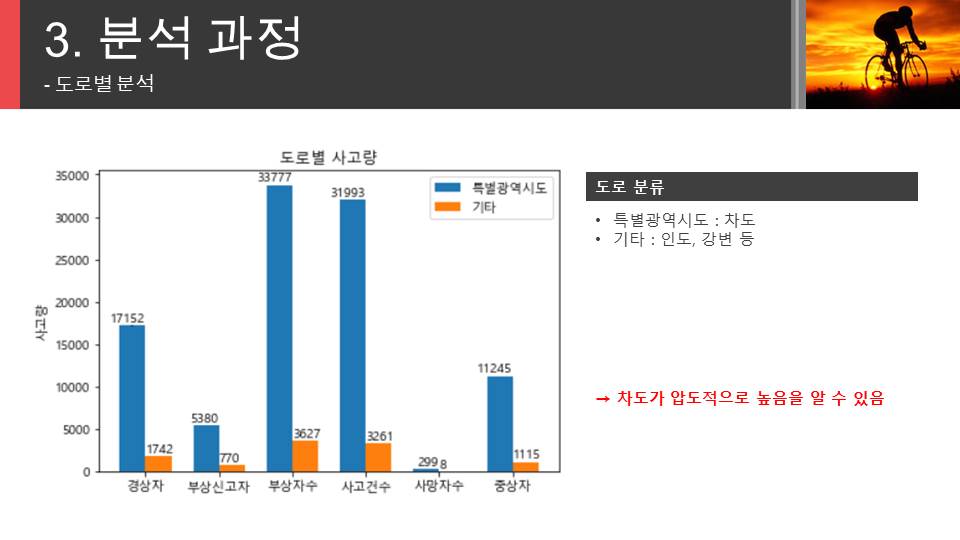 3. 분석 과정
- 도로별 분석
도로별 사고량
특별광역시도
기타
사고량
35000
30000
25000
20000
15000
10000
5000
0
17152
1742
5380
770
33777
3627
31993
3261
299
8
11245
1115
경상자
부상신고자
부상자수
사고건수
사망자수
중상자
도로 분류
• 특별광역시도 : 차도
• 기타 : 인도, 강변 등
→ 차도가 압도적으로 높음을 알 수 있음